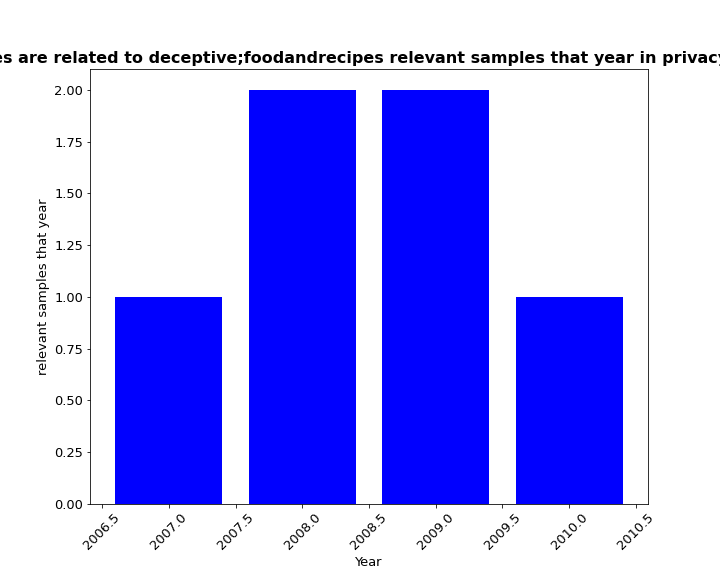 es are related to deceptive;foodandrecipes relevant samples that year in privacy
2.00
1.75
1.50
1.25
1.00
0.75
0.50
0.25
0.00
relevant samples that year
2006.5 2007.0 2007.5 2008.0 2008.5 2009.0 2009.5 2010.0 2010.5
Year